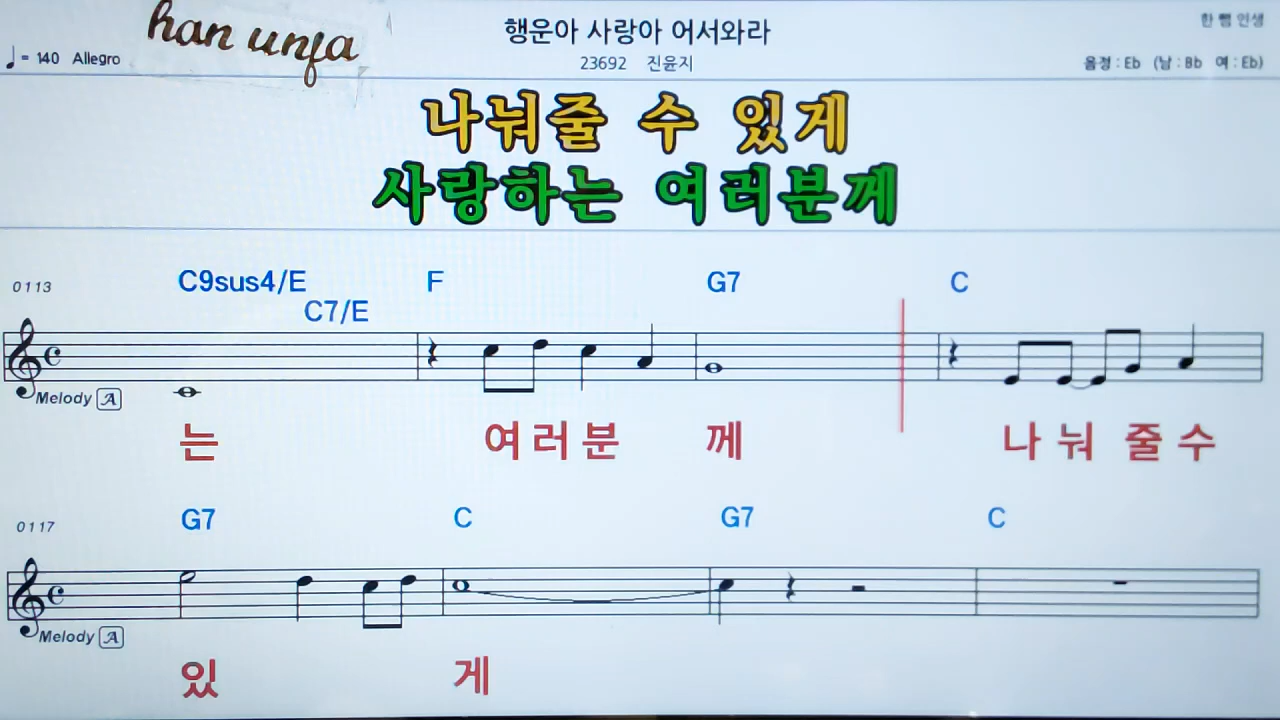 han unja
행운아 사랑아 어서와라
한 뼘 인생
♩= 140 Allegro
23692 진윤지
음정 : Eb (남 : Bb 여 : Eb)
나눠줄 수 있게
사랑하는 여러분께
0113
C9sus4/E C7/E F G7 C
Melody A
는 여러분 께 나눠 줄수
0117
G7 C G7 C
Melody A
있 게